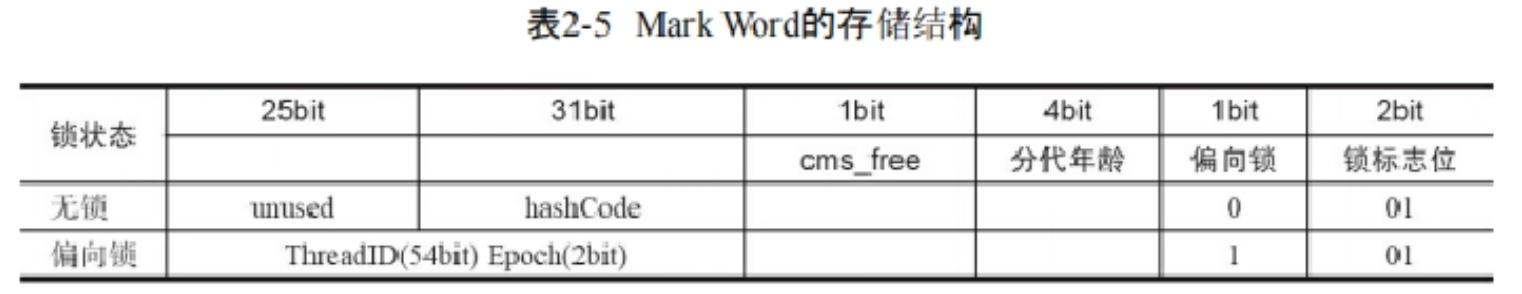 表2-5 Mark Word的存储结构
锁状态 25bit 31bit 1bit 4bit 1bit 2bit
cms_free 分代年龄 偏向锁 锁标志位
无锁 unused hashCode 0 01
偏向锁 ThreadID(54bit) Epoch(2bit) 1 01